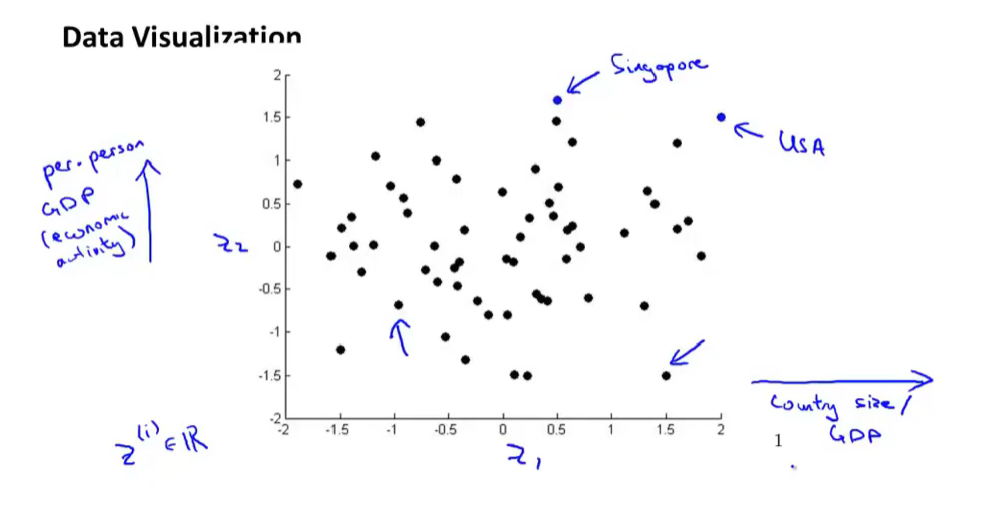 Data Visualization
Singapore
USA
per-person
GDP
(economic
activity)
z₂
2
1.5
1
0.5
0
-0.5
-1
-1.5
-2
-2 -1.5 -1 -0.5 0 0.5 1 1.5 2
z₁
Country size/
GDP
1
z⁽ⁱ⁾ ∈ ℝ